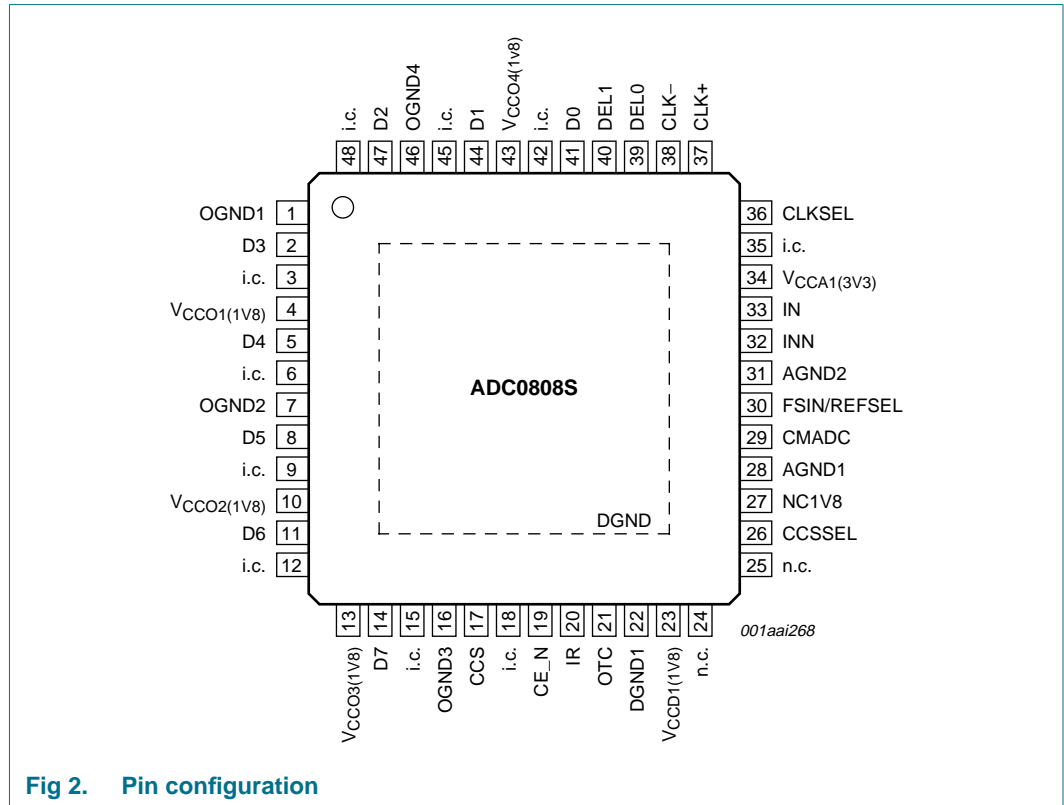 i.c.
D2
OGND4
i.c.
D1
VCCO4(1v8)
i.c.
D0
DEL1
DEL0
CLK−
CLK+
48
47
46
45
44
43
42
41
40
39
38
37
OGND1 1
D3 2
i.c. 3
VCCO1(1V8) 4
D4 5
i.c. 6
OGND2 7
D5 8
i.c. 9
VCCO2(1V8) 10
D6 11
i.c. 12
ADC0808S
DGND
36 CLKSEL
35 i.c.
34 VCCA1(3V3)
33 IN
32 INN
31 AGND2
30 FSIN/REFSEL
29 CMADC
28 AGND1
27 NC1V8
26 CCSSEL
25 n.c.
13
14
15
16
17
18
19
20
21
22
23
24
VCCO3(1V8)
D7
i.c.
OGND3
CCS
i.c.
CE_N
IR
OTC
DGND1
VCCD1(1V8)
n.c.
001aai268
Fig 2. Pin configuration